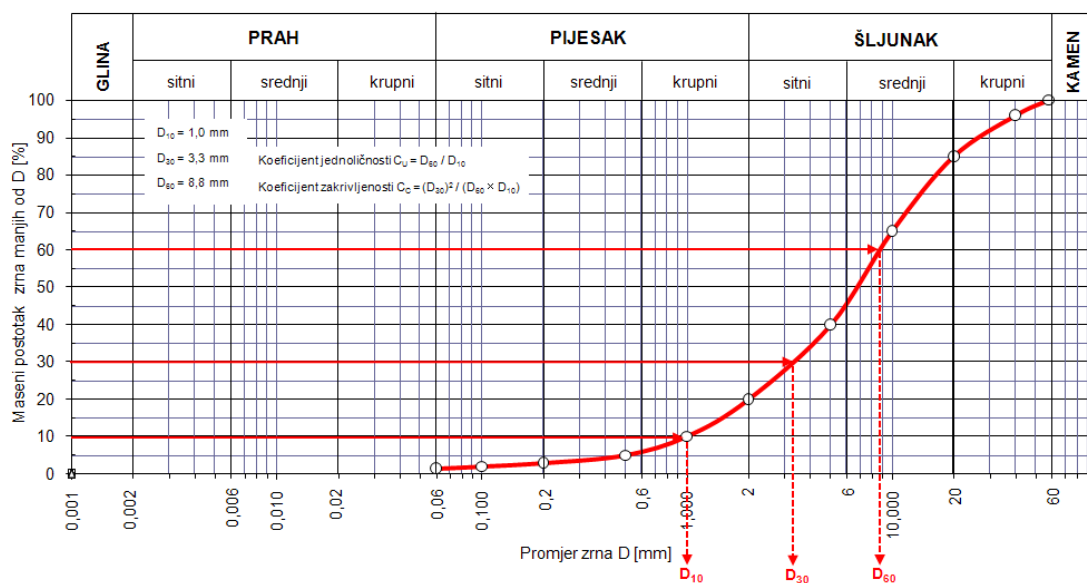 GLINA
PRAH
PIJESAK
ŠLJUNAK
KAMEN
sitni
srednji
krupni
sitni
srednji
krupni
sitni
srednji
krupni
Maseni postotak zrna manjih od D [%]
100
90
80
70
60
50
40
30
20
10
0
D₁₀ = 1,0 mm
D₃₀ = 3,3 mm
Koeficijent jednoličnosti C_U = D₆₀ / D₁₀
D₆₀ = 8,8 mm
Koeficijent zakrivljenosti C_C = (D₃₀)² / (D₆₀ × D₁₀)
0,001
0,002
0,006
0,010
0,02
0,06
0,100
0,2
0,6
1,000
2
6
10,000
20
60
Promjer zrna D [mm]
D₁₀
D₃₀
D₆₀